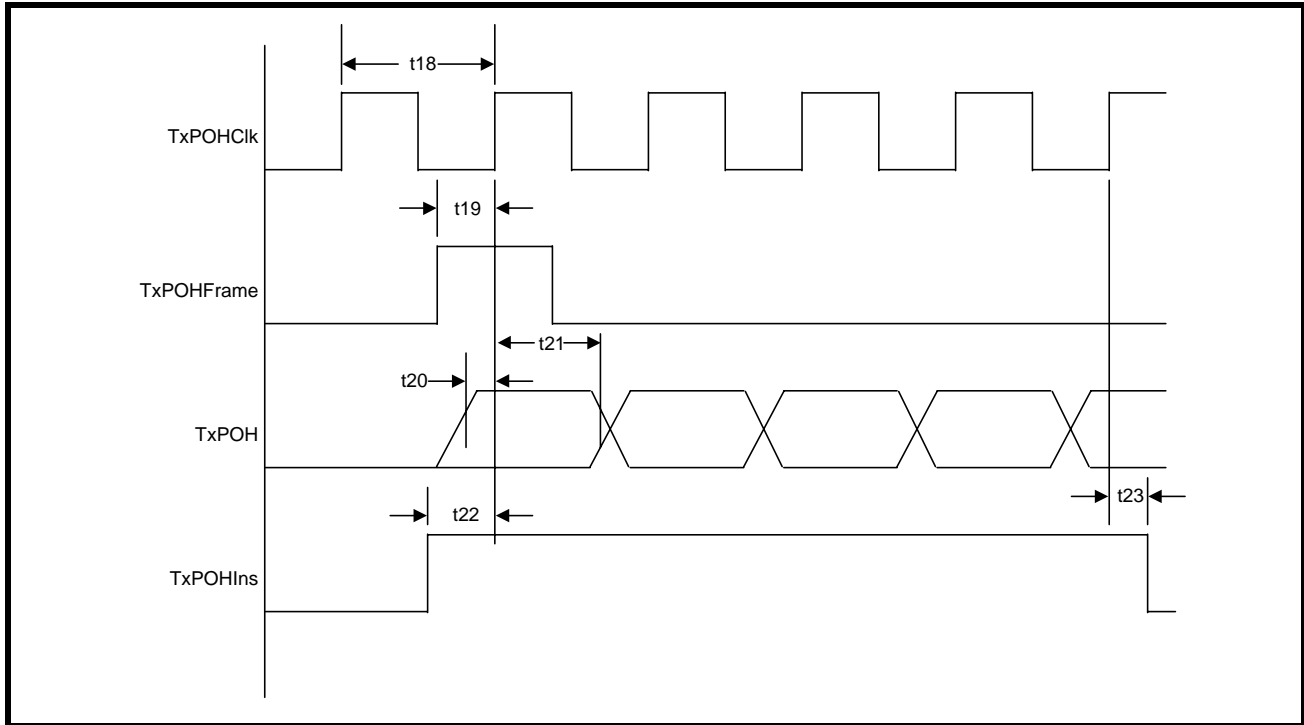 t18
TxPOHClk
t19
TxPOHFrame
t21
t20
TxPOH
t23
t22
TxPOHIns